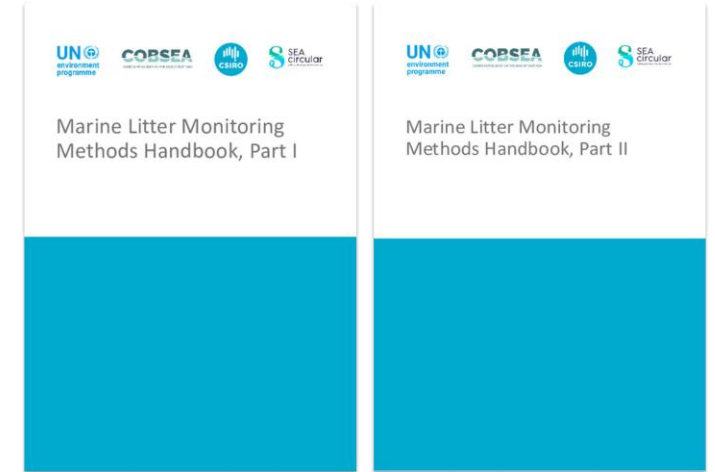 UN
environment
programme
COBSEA
CSIRO
SEA
circular
Marine Litter Monitoring
Methods Handbook, Part I
UN
environment
programme
COBSEA
CSIRO
SEA
circular
Marine Litter Monitoring
Methods Handbook, Part II